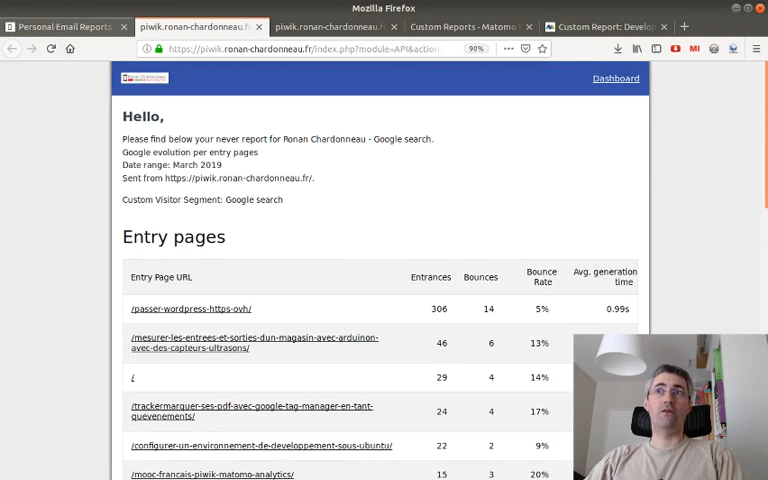 Mozilla Firefox
Personal Email Reports
piwik.ronan-chardonneau.f
piwik.ronan-chardonneau.f
Custom Reports - Matomo
Custom Report: Develop
https://piwik.ronan-chardonneau.fr/index.php?module=API&action
90%
Ronan Chardonneau
Dashboard
Hello,
Please find below your never report for Ronan Chardonneau - Google search.
Google evolution per entry pages
Date range: March 2019
Sent from https://piwik.ronan-chardonneau.fr/.
Custom Visitor Segment: Google search
Entry pages
Entry Page URL Entrances Bounces Bounce Rate Avg. generation time
/passer-wordpress-https-ovh/ 306 14 5% 0.99s
/mesurer-les-entrees-et-sorties-dun-magasin-avec-arduinon-
avec-des-capteurs-ultrasons/ 46 6 13%
/ 29 4 14%
/trackermarquer-ses-pdf-avec-google-tag-manager-en-tant-
quevenements/ 24 4 17%
/configurer-un-environnement-de-developpement-sous-ubuntu/ 22 2 9%
/mooc-francais-piwik-matomo-analytics/ 15 3 20%